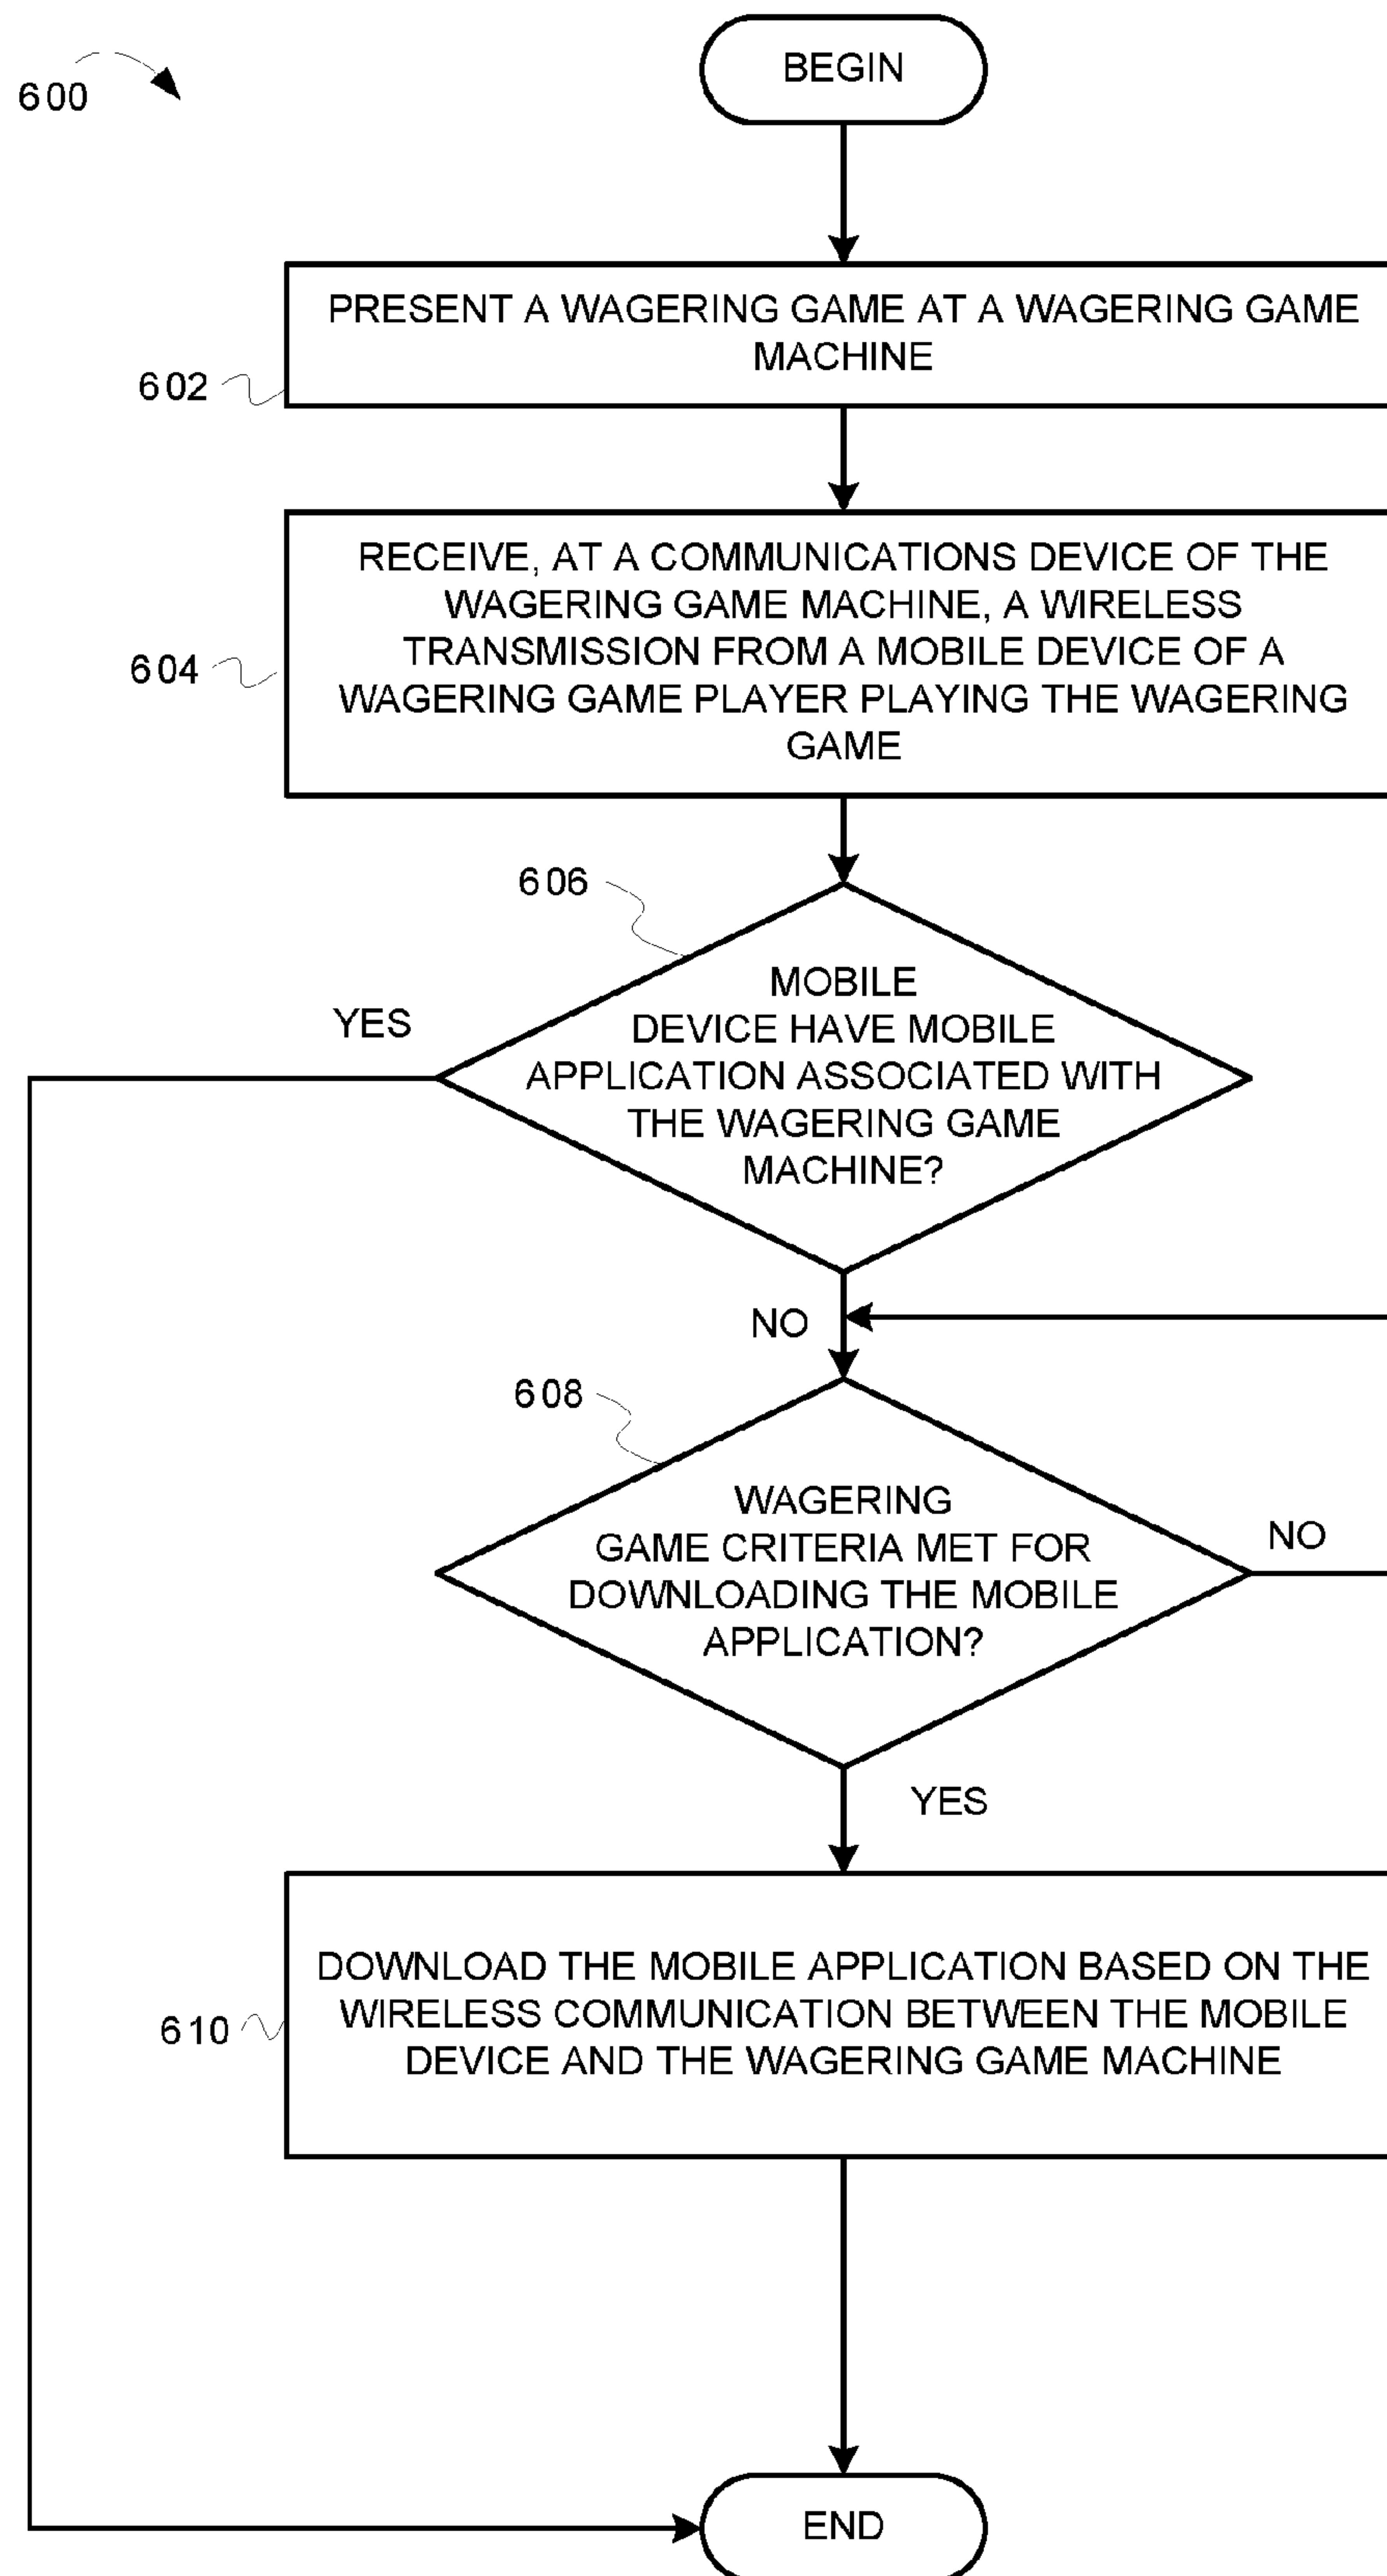 BEGIN
600
PRESENT A WAGERING GAME AT A WAGERING GAME
MACHINE
602
RECEIVE, AT A COMMUNICATIONS DEVICE OF THE
WAGERING GAME MACHINE, A WIRELESS
TRANSMISSION FROM A MOBILE DEVICE OF A
WAGERING GAME PLAYER PLAYING THE WAGERING
GAME
604
606
MOBILE
DEVICE HAVE MOBILE
APPLICATION ASSOCIATED WITH
THE WAGERING GAME
MACHINE?
YES
NO
608
WAGERING
GAME CRITERIA MET FOR
DOWNLOADING THE MOBILE
APPLICATION?
NO
YES
DOWNLOAD THE MOBILE APPLICATION BASED ON THE
WIRELESS COMMUNICATION BETWEEN THE MOBILE
DEVICE AND THE WAGERING GAME MACHINE
610
END